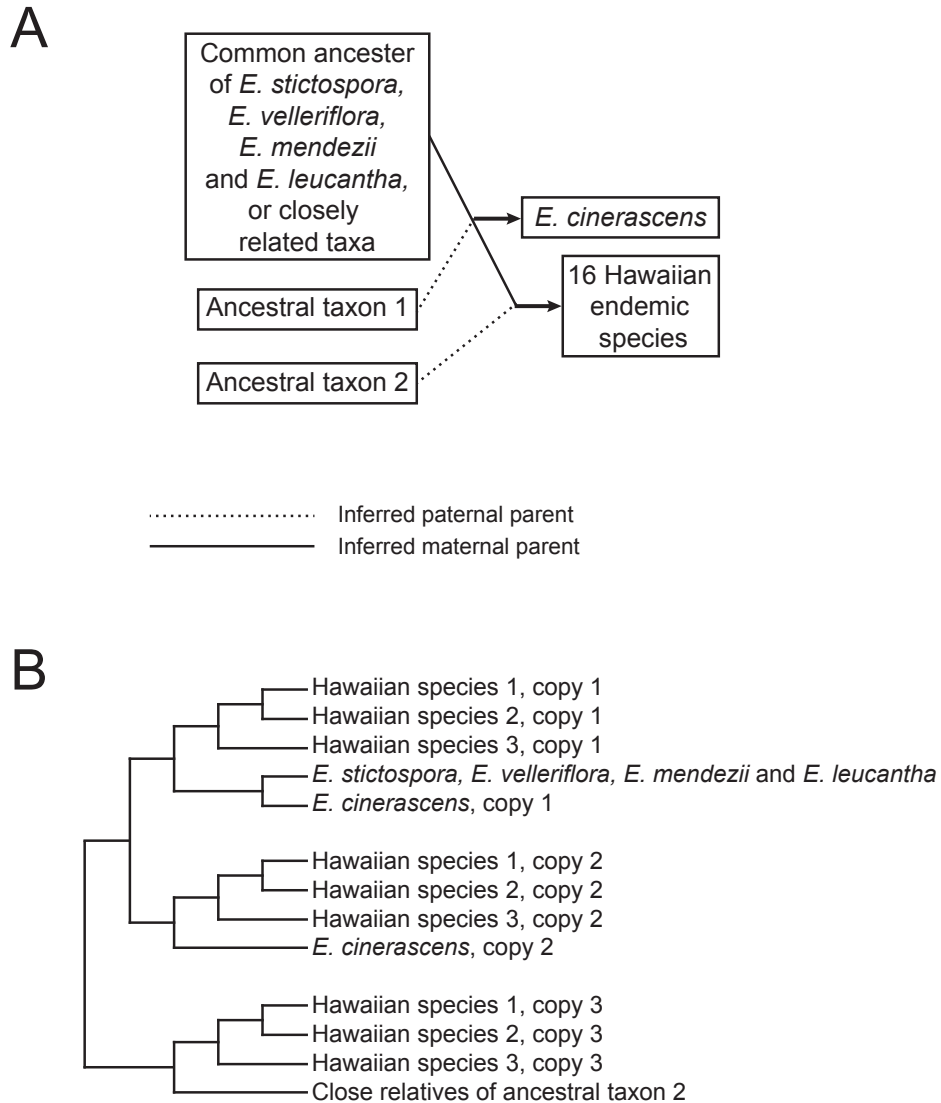 A
Common ancester
of E. stictospora,
E. velleriflora,
E. mendezii
and E. leucantha,
or closely
related taxa
E. cinerascens
16 Hawaiian
endemic
species
Ancestral taxon 1
Ancestral taxon 2
Inferred paternal parent
Inferred maternal parent
B
Hawaiian species 1, copy 1
Hawaiian species 2, copy 1
Hawaiian species 3, copy 1
E. stictospora, E. velleriflora, E. mendezii and E. leucantha
E. cinerascens, copy 1
Hawaiian species 1, copy 2
Hawaiian species 2, copy 2
Hawaiian species 3, copy 2
E. cinerascens, copy 2
Hawaiian species 1, copy 3
Hawaiian species 2, copy 3
Hawaiian species 3, copy 3
Close relatives of ancestral taxon 2